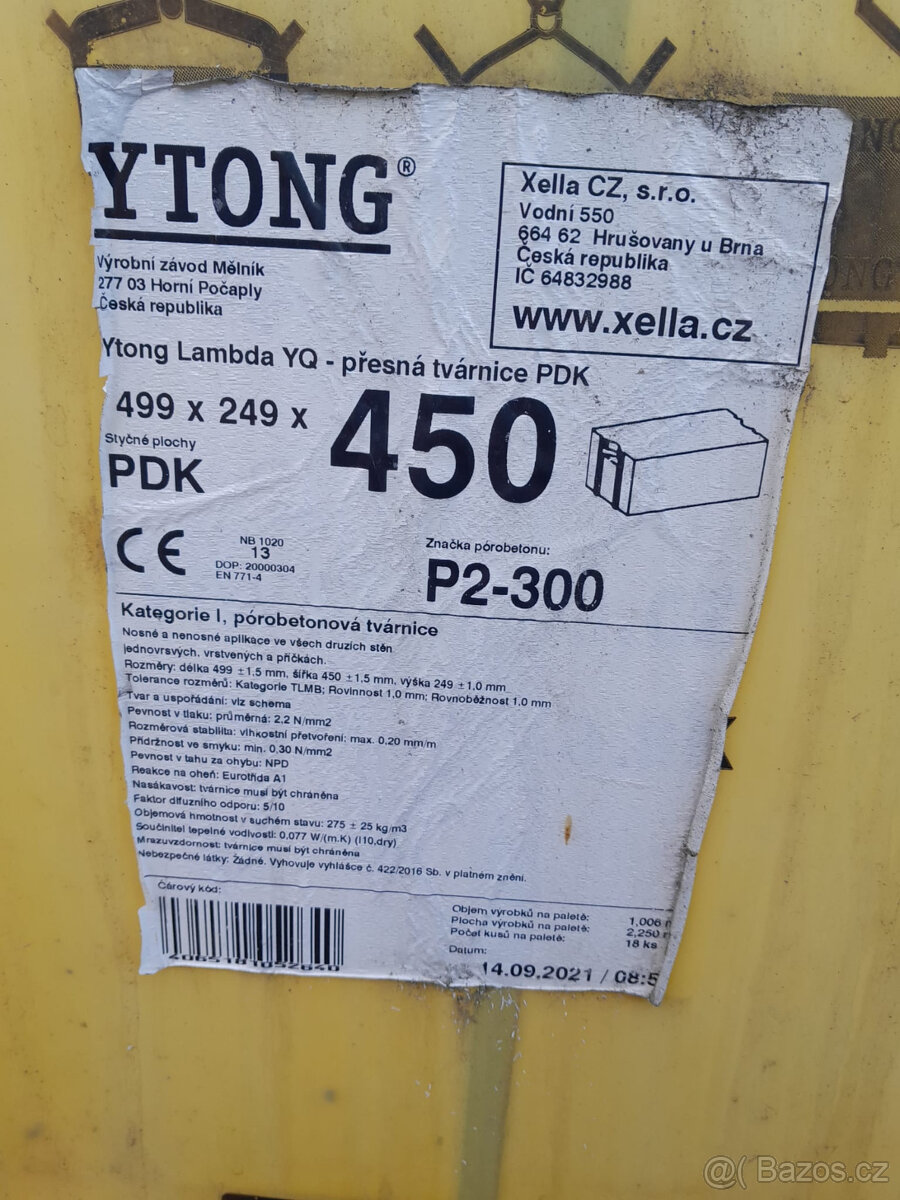 YTONG®
Výrobní závod Mělník
277 03 Horní Počaply
Česká republika
Xella CZ, s.r.o.
Vodní 550
664 62 Hrušovany u Brna
Česká republika
IČ 64832988
www.xella.cz
Ytong Lambda YQ - přesná tvárnice PDK
499 x 249 x 450
Styčné plochy
PDK
CE
NB 1020
13
DOP: 20000304
EN 771-4
Značka pórobetonu:
P2-300
Kategorie I, pórobetonová tvárnice
Nosné a nenosné aplikace ve všech druzích stěn
jednovrsvých, vrstvených a příčkách.
Rozměry: délka 499 ±1.5 mm, šířka 450 ±1.5 mm, výška 249 ±1.0 mm
Tolerance rozměrů: Kategorie TLMB; Rovinnost 1.0 mm; Rovnoběžnost 1.0 mm
Tvar a uspořádání: viz schema
Pevnost v tlaku: průměrná: 2.2 N/mm2
Rozměrová stabilita: vlhkostní přetvoření: max. 0.20 mm/m
Přídržnost ve smyku: min. 0,30 N/mm2
Pevnost v tahu za ohybu: NPD
Reakce na oheň: Eurotřída A1
Nasákavost: tvárnice musí být chráněna
Faktor difuzního odporu: 5/10
Objemová hmotnost v suchém stavu: 275 ± 25 kg/m3
Součinitel tepelné vodivosti: 0.077 W/(m.K) (l10,dry)
Mrazuvzdornost: tvárnice musí být chráněna
Nebezpečné látky: Žádné. Vyhovuje vyhlášce č. 422/2016 Sb. v platném znění.
Čárový kód:
Objem výrobků na paletě: 1,006
Plocha výrobků na paletě: 2,250
Počet kusů na paletě: 18 ks
Datum:
14.09.2021 / 08:5
@( Bazos.cz